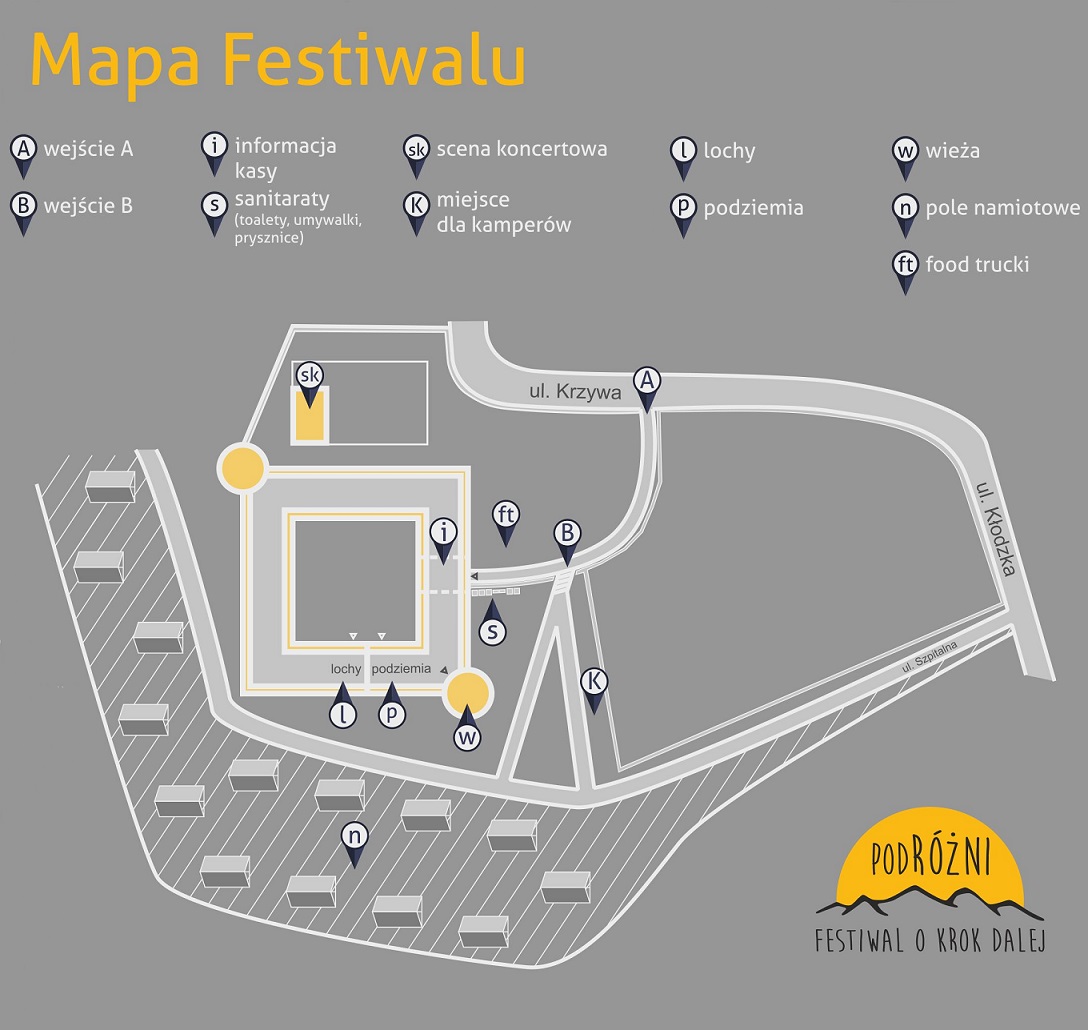 Mapa Festiwalu
A wejście A
B wejście B
i informacja
kasy
s sanitaraty
(toalety, umywalki,
prysznice)
sk scena koncertowa
K miejsce
dla kamperów
l lochy
p podziemia
w wieża
n pole namiotowe
ft food trucki
sk
ul. Krzywa
A
ul. Kłodzka
i
ft
B
s
lochy podziemia
ul. Szpitalna
K
l
p
w
n
PODRÓŻNI
FESTIWAL O KROK DALEJ